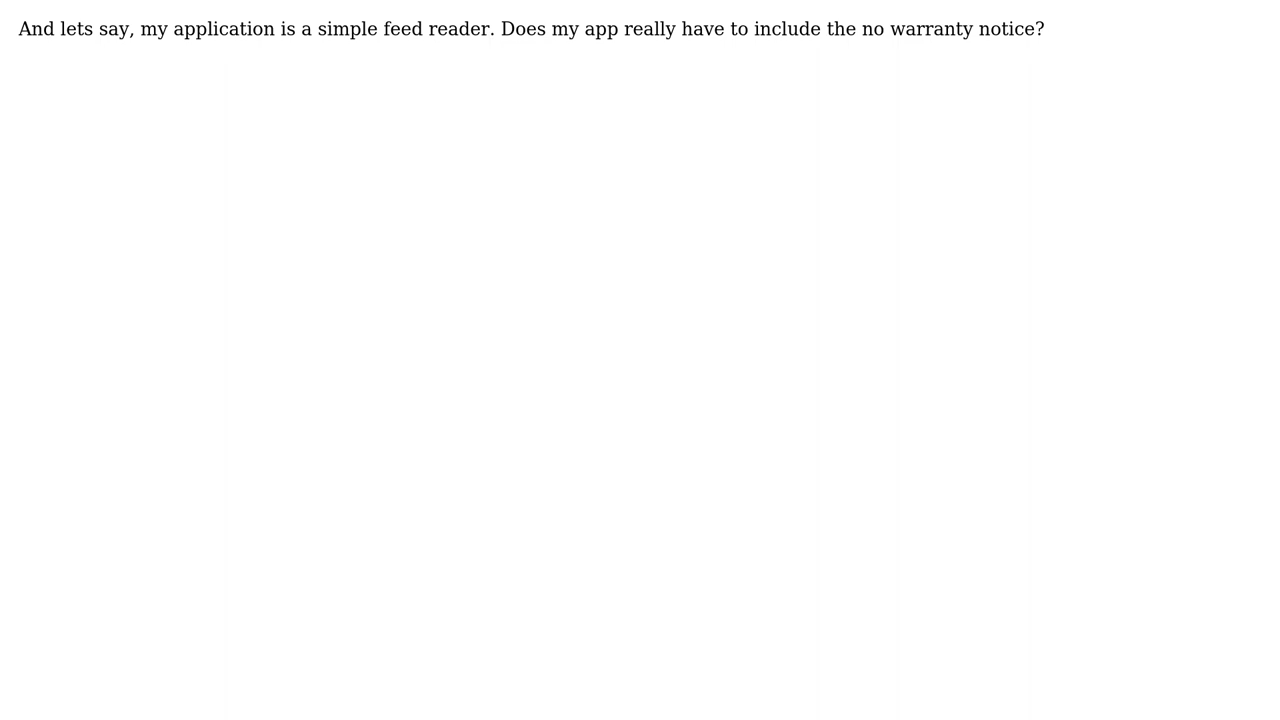 And lets say, my application is a simple feed reader. Does my app really have to include the no warranty notice?